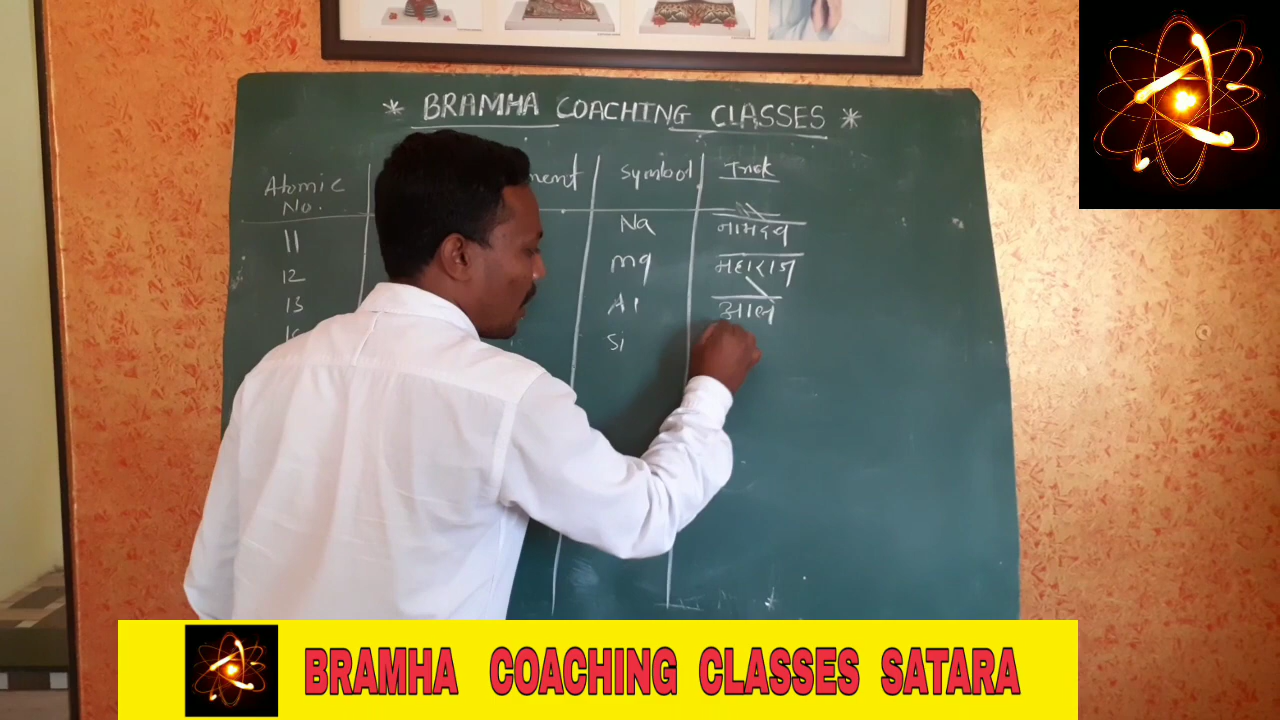 * BRAMHA COACHING CLASSES *
Atomic No. Symbol Trick
11 Na नामदेव
12 mg महाराज
13 Al आले
Si
BRAMHA COACHING CLASSES SATARA